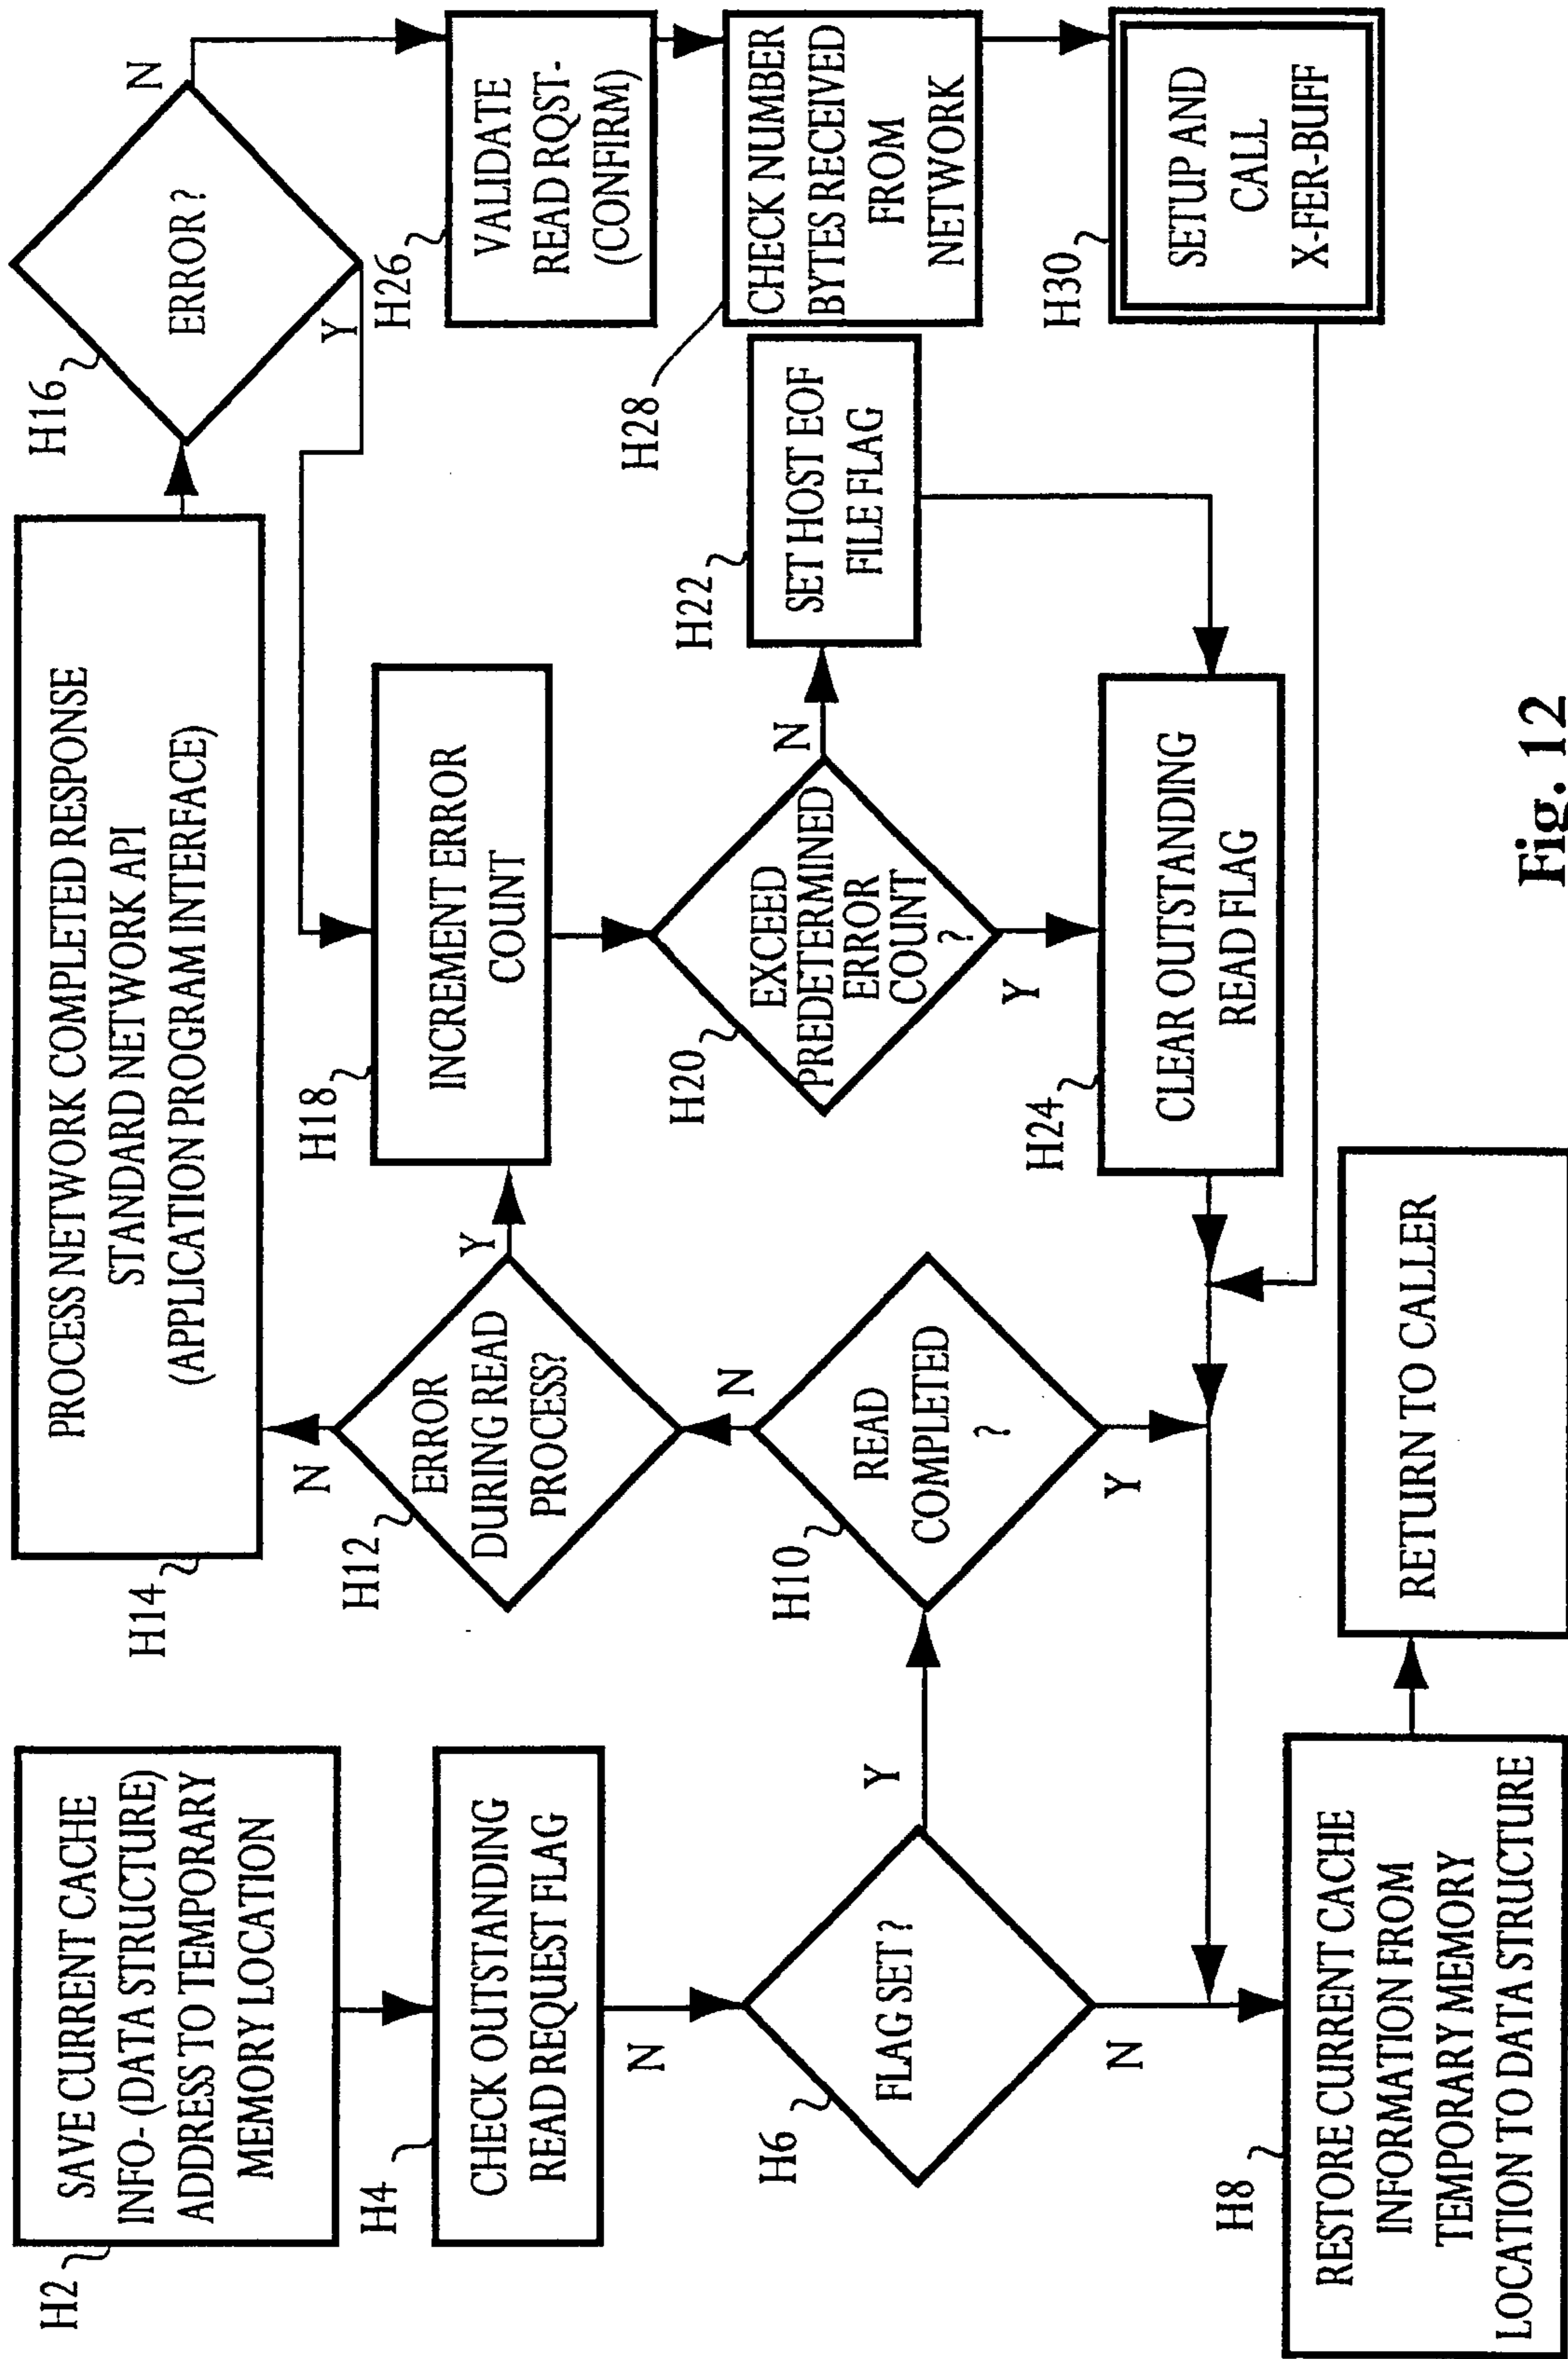 H2
SAVE CURRENT CACHE
INFO- (DATA STRUCTURE)
ADDRESS TO TEMPORARY
MEMORY LOCATION
H4
CHECK OUTSTANDING
READ REQUEST FLAG
N
H6
FLAG SET ?
Y
N
H8
RESTORE CURRENT CACHE
INFORMATION FROM
TEMPORARY MEMORY
LOCATION TO DATA STRUCTURE
RETURN TO CALLER
H10
READ
COMPLETED
?
N
Y
H12
ERROR
DURING READ
PROCESS?
N
Y
H14
PROCESS NETWORK COMPLETED RESPONSE
STANDARD NETWORK API
(APPLICATION PROGRAM INTERFACE)
H16
ERROR ?
N
Y
H18
INCREMENT ERROR
COUNT
H20
EXCEED
PREDETERMINED
ERROR
COUNT
?
N
Y
H22
SET HOST EOF
FILE FLAG
H24
CLEAR OUTSTANDING
READ FLAG
H26
VALIDATE
READ RQST-
(CONFIRM)
H28
CHECK NUMBER
BYTES RECEIVED
FROM
NETWORK
H30
SETUP AND
CALL
X-FER-BUFF
Fig. 12